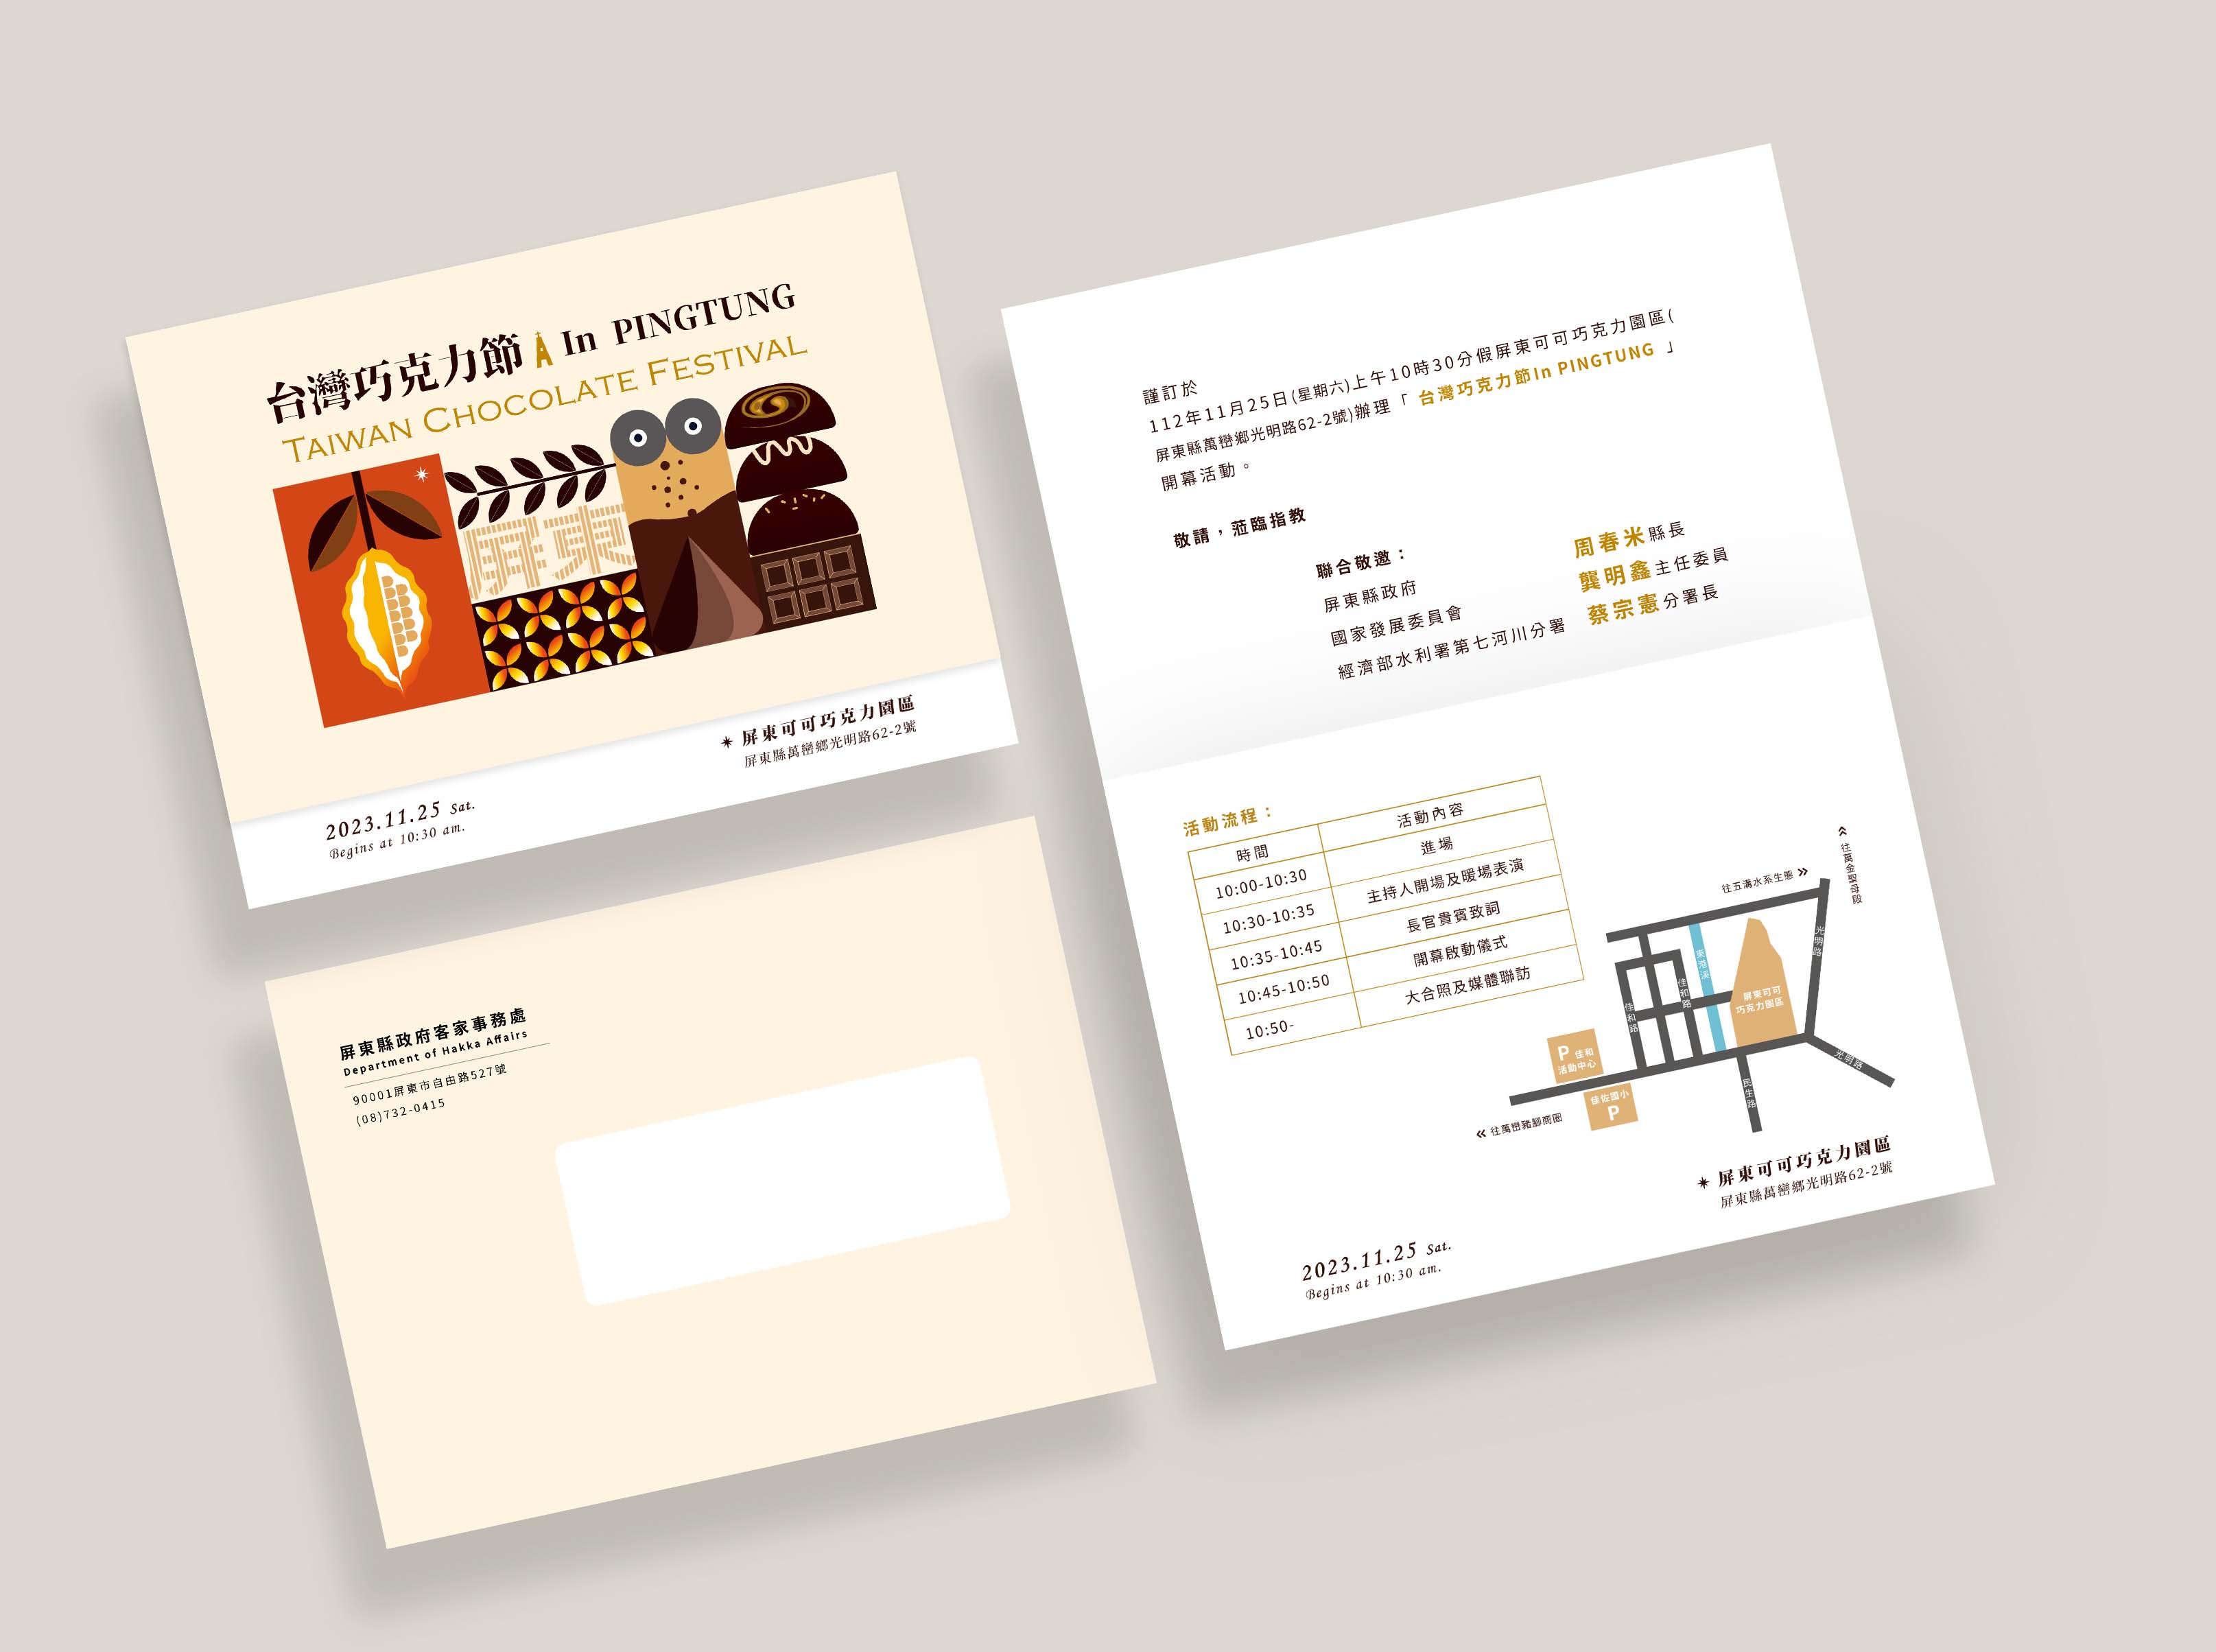 台灣巧克力節 In PINGTUNG
TAIWAN CHOCOLATE FESTIVAL
屏東
屏東可可巧克力園區
屏東縣萬巒鄉光明路62-2號
2023.11.25 Sat.
Begins at 10:30 am.
屏東縣政府客家事務處
Department of Hakka Affairs
90001屏東市自由路527號
(08)732-0415
謹訂於
112年11月25日(星期六)上午10時30分假屏東可可巧克力園區(
屏東縣萬巒鄉光明路62-2號)辦理「 台灣巧克力節In PINGTUNG 」
開幕活動。
敬請，蒞臨指教
聯合敬邀：
屏東縣政府 周春米縣長
國家發展委員會 龔明鑫主任委員
經濟部水利署第七河川分署 蔡宗憲分署長
活動流程：
時間 活動內容
10:00-10:30 進場
10:30-10:35 主持人開場及暖場表演
10:35-10:45 長官貴賓致詞
10:45-10:50 開幕啟動儀式
10:50- 大合照及媒體聯訪
往萬金聖母段
往五溝水系生態 »
光明路
東港溪
佳和路
佳和路
屏東可可
巧克力園區
P 佳和
活動中心
佳佐國小
P
光明路
民生路
« 往萬巒豬腳商圈
屏東可可巧克力園區
屏東縣萬巒鄉光明路62-2號
2023.11.25 Sat.
Begins at 10:30 am.